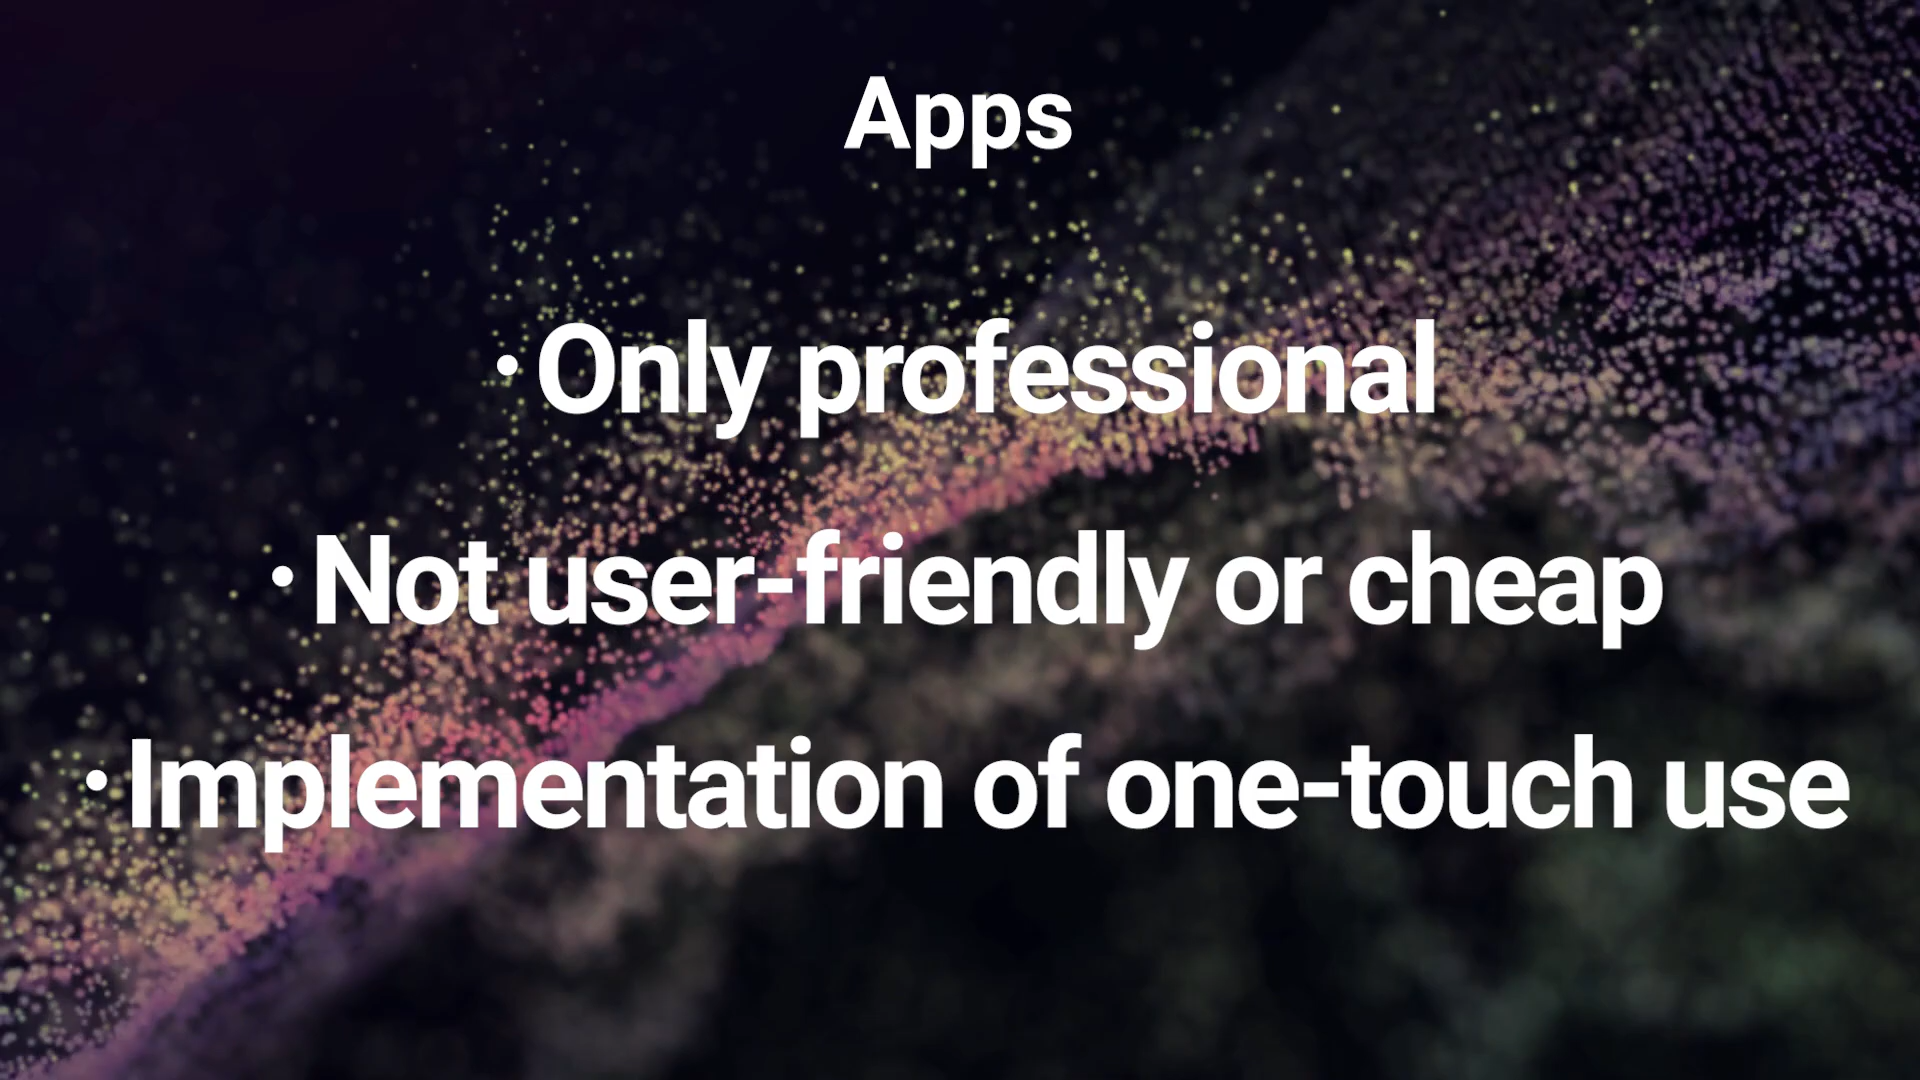 Apps
• Only professional
• Not user-friendly or cheap
• Implementation of one-touch use